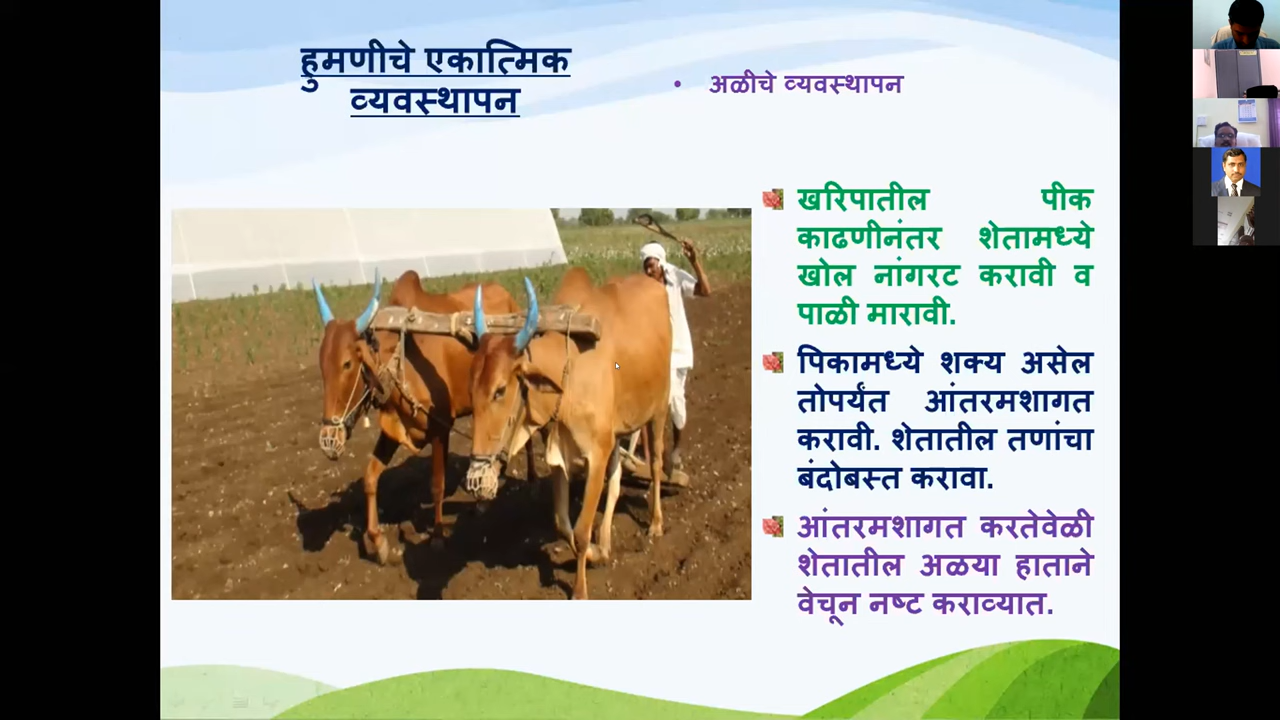 हुमणीचे एकात्मिक
व्यवस्थापन
• अळीचे व्यवस्थापन
खरिपातील पीक
काढणीनंतर शेतामध्ये
खोल नांगरट करावी व
पाळी मारावी.
पिकामध्ये शक्य असेल
तोपर्यंत आंतरमशागत
करावी. शेतातील तणांचा
बंदोबस्त करावा.
आंतरमशागत करतेवेळी
शेतातील अळया हाताने
वेचून नष्ट कराव्यात.